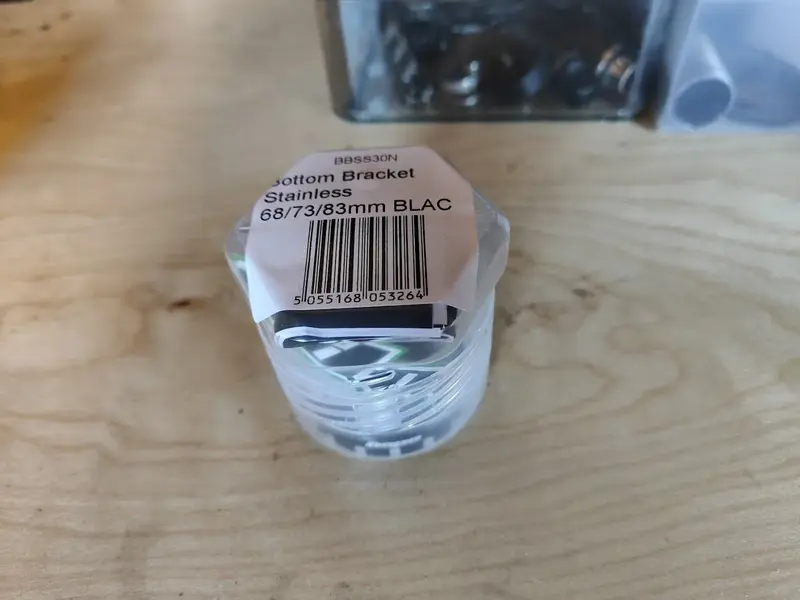 BBSS30N
Bottom Bracket
Stainless
68/73/83mm BLAC
5 055168 053264